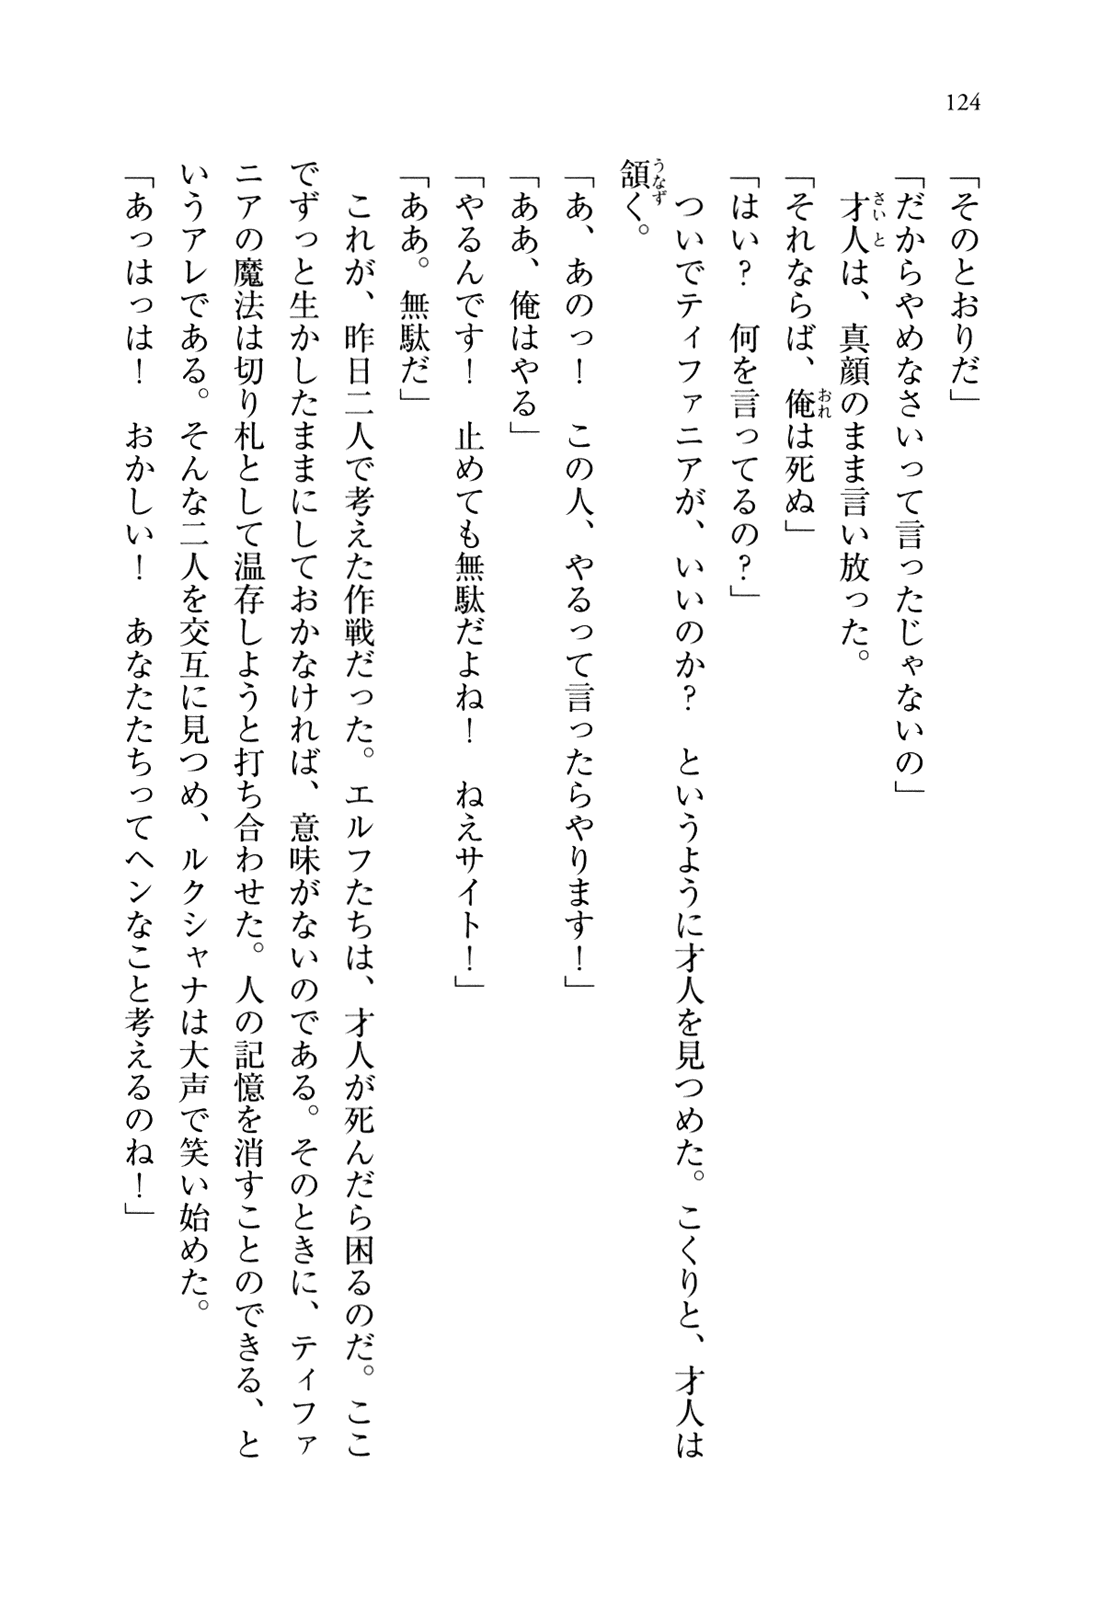 124
「そのとおりだ」
「だからやめなさいって言ったじゃないの」
　才人は、真顔のまま言い放った。
「それならば、俺は死ぬ」
「はい？　何を言ってるの？」
　ついでティファニアが、いいのか？　というように才人を見つめた。こくりと、才人は
頷く。
「あ、あのっ！　この人、やるって言ったらやります！」
「ああ、俺はやる」
「やるんです！　止めても無駄だよね！　ねえサイト！」
「ああ。無駄だ」
　これが、昨日二人で考えた作戦だった。エルフたちは、才人が死んだら困るのだ。ここ
でずっと生かしたままにしておかなければ、意味がないのである。そのときに、ティファ
ニアの魔法は切り札として温存しようと打ち合わせた。人の記憶を消すことのできる、と
いうアレである。そんな二人を交互に見つめ、ルクシャナは大声で笑い始めた。
「あっはっは！　おかしい！　あなたたちってヘンなこと考えるのね！」